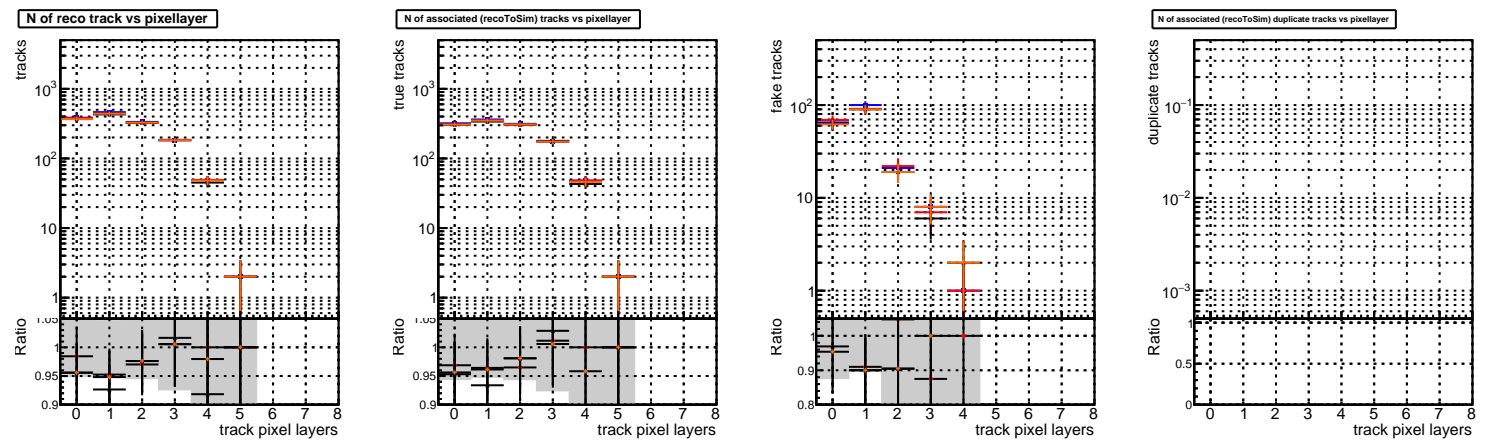 N of reco track vs pixellayer
tracks
10³
10²
10
1
Ratio
1.05
1
0.95
0.9
0 1 2 3 4 5 6 7 8
track pixel layers
N of associated (recoToSim) tracks vs pixellayer
true tracks
10³
10²
10
1
Ratio
1.05
1
0.95
0.9
0 1 2 3 4 5 6 7 8
track pixel layers
fake tracks
10²
10
1
Ratio
1
0.9
0.8
0 1 2 3 4 5 6 7 8
track pixel layers
N of associated (recoToSim) duplicate tracks vs pixellayer
duplicate tracks
10⁻¹
10⁻²
10⁻³
Ratio
1
0.5
0
0 1 2 3 4 5 6 7 8
track pixel layers